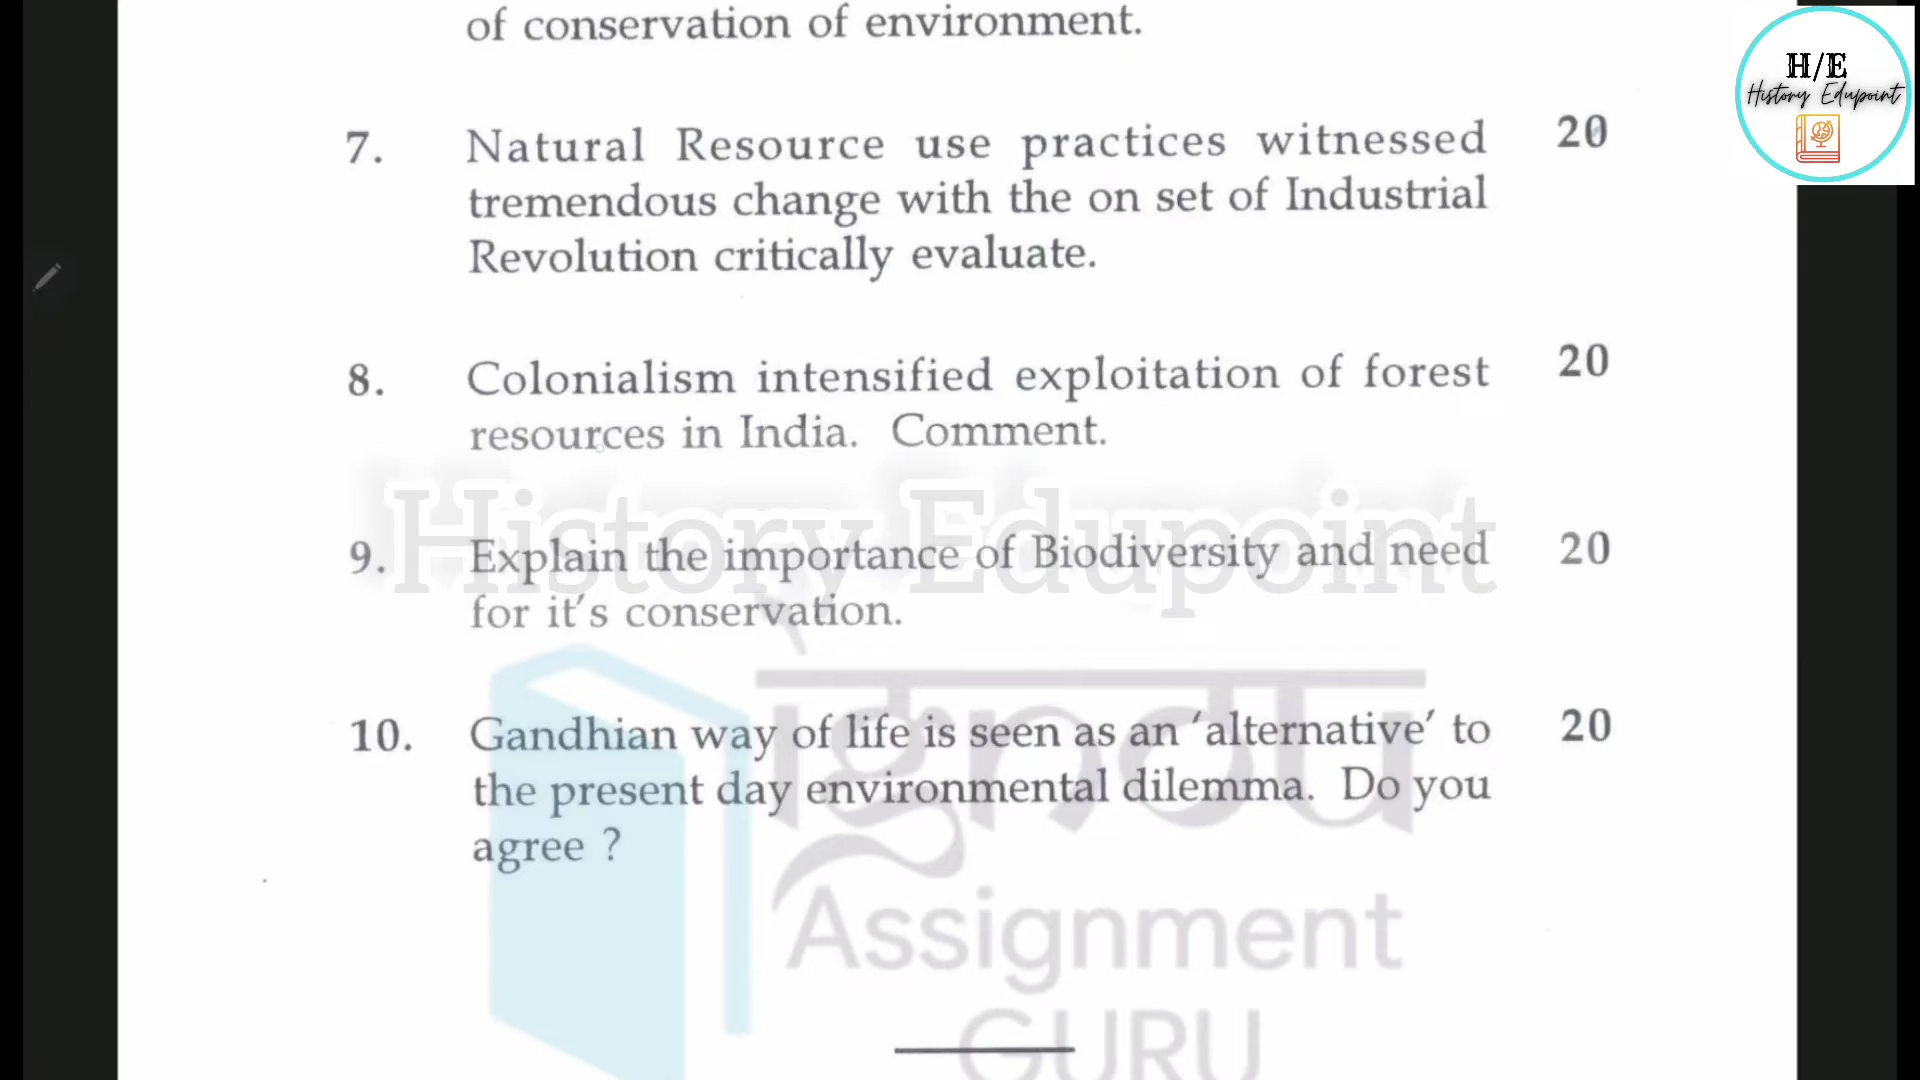 of conservation of environment.
H/E
History Edupoint
7. Natural Resource use practices witnessed 20
tremendous change with the on set of Industrial
Revolution critically evaluate.
8. Colonialism intensified exploitation of forest 20
resources in India. Comment.
History Edupoint
9. Explain the importance of Biodiversity and need 20
for it's conservation.
10. Gandhian way of life is seen as an 'alternative' to 20
the present day environmental dilemma. Do you
agree ?
ignou
Assignment
GURU